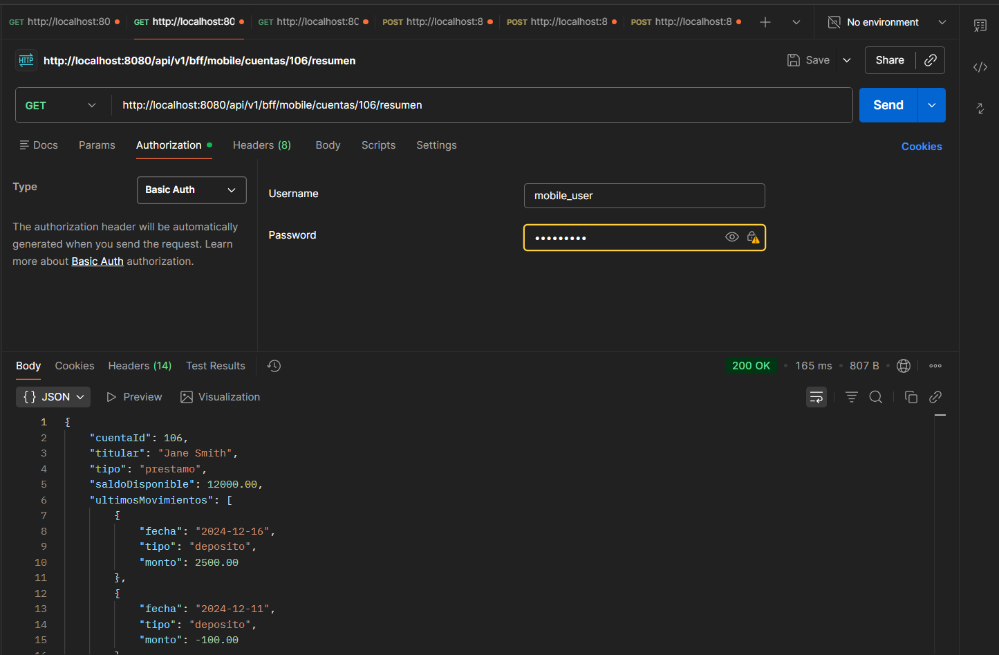 GET http://localhost:80
GET http://localhost:80
GET http://localhost:80
POST http://localhost:8
POST http://localhost:8
POST http://localhost:8
No environment
HTTP http://localhost:8080/api/v1/bff/mobile/cuentas/106/resumen
Save
Share
GET http://localhost:8080/api/v1/bff/mobile/cuentas/106/resumen
Send
Docs Params Authorization Headers (8) Body Scripts Settings
Cookies
Type
Basic Auth
The authorization header will be automatically
generated when you send the request. Learn
more about Basic Auth authorization.
Username
mobile_user
Password
•••••••••
Body Cookies Headers (14) Test Results
200 OK • 165 ms • 807 B
{} JSON Preview Visualization
1 {
2 "cuentaId": 106,
3 "titular": "Jane Smith",
4 "tipo": "prestamo",
5 "saldoDisponible": 12000.00,
6 "ultimosMovimientos": [
7 {
8 "fecha": "2024-12-16",
9 "tipo": "deposito",
10 "monto": 2500.00
11 },
12 {
13 "fecha": "2024-12-11",
14 "tipo": "deposito",
15 "monto": -100.00